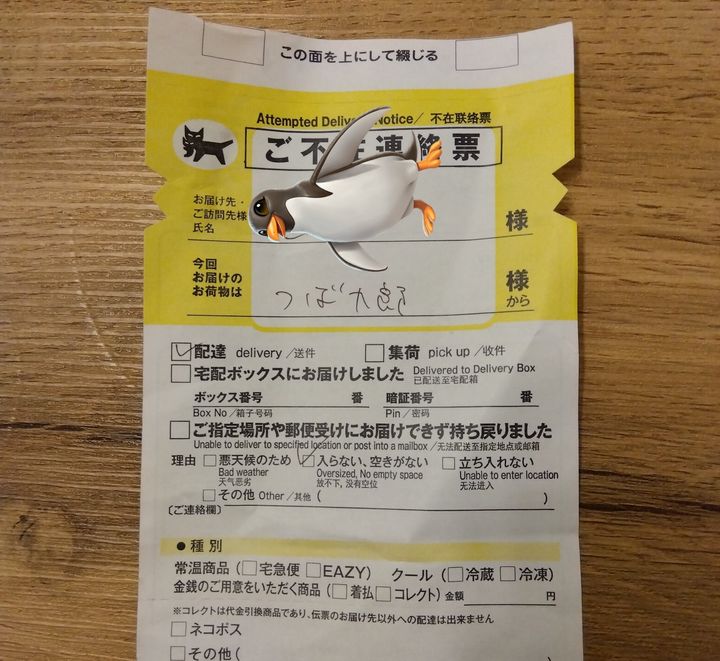 この面を上にして綴じる
Attempted Delivery Notice/ 不在联络票
ご不在連絡票
お届け先・
ご訪問先様
氏名
様
今回
お届けの
お荷物は
つば九郎
様
から
配達 delivery /送件 集荷 pick up /收件
宅配ボックスにお届けしました Delivered to Delivery Box
已配送至宅配箱
ボックス番号 番 暗証番号 番
Box No /箱子号码 Pin /密码
ご指定場所や郵便受けにお届けできず持ち戻りました
Unable to deliver to specified location or post into a mailbox /无法配送至指定地点或邮箱
理由 悪天候のため 入らない、空きがない 立ち入れない
Bad weather Oversized, No empty space Unable to enter location
天气恶劣 放不下, 没有空位 无法进入
その他 Other /其他 ( )
〔ご連絡欄〕
●種別
常温商品 (宅急便 EAZY) クール (冷蔵 冷凍)
金銭のご用意をいただく商品 (着払 コレクト) 金額 円
※コレクトは代金引換商品であり、伝票のお届け先以外への配達は出来ません
ネコポス
その他 ( )